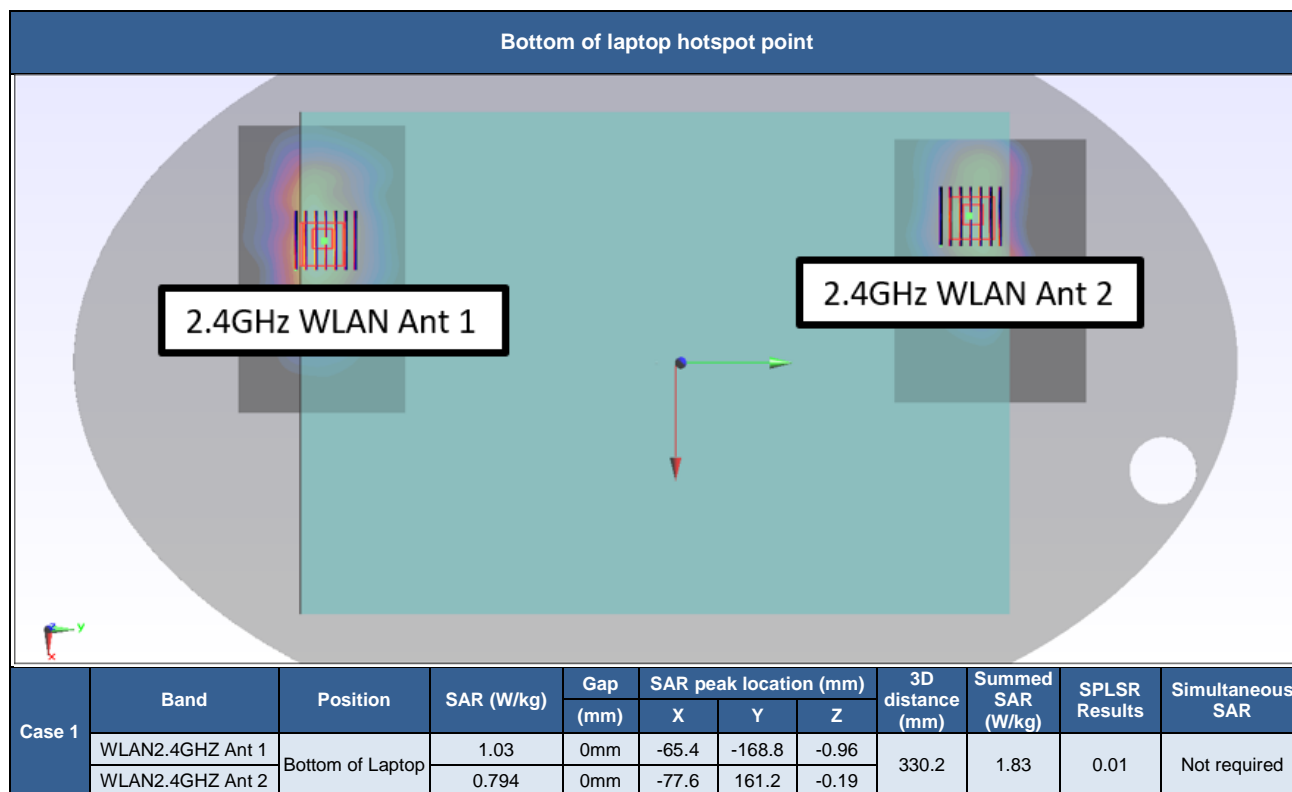 Bottom of laptop hotspot point
2.4GHz WLAN Ant 1
2.4GHz WLAN Ant 2
Z Y
X
Case 1 Band Position SAR (W/kg) Gap (mm) SAR peak location (mm) 3D distance (mm) Summed SAR (W/kg) SPLSR Results Simultaneous SAR
X Y Z
WLAN2.4GHZ Ant 1 Bottom of Laptop 1.03 0mm -65.4 -168.8 -0.96 330.2 1.83 0.01 Not required
WLAN2.4GHZ Ant 2 0.794 0mm -77.6 161.2 -0.19